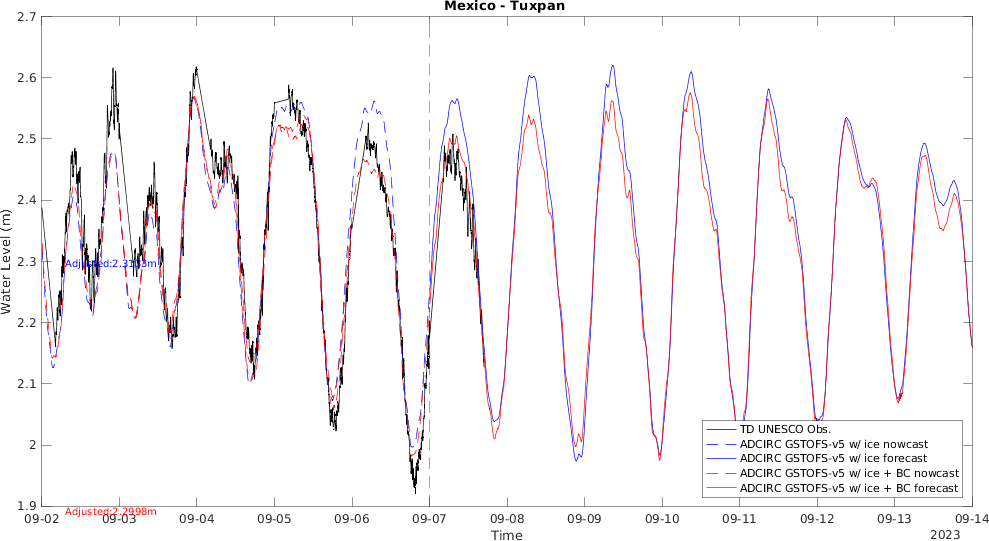 Mexico - Tuxpan
2.7
2.6
2.5
2.4
2.3
2.2
2.1
2
1.9
Water Level (m)
Adjusted:2.3153m
Adjusted:2.2998m
TD UNESCO Obs.
ADCIRC GSTOFS-v5 w/ ice nowcast
ADCIRC GSTOFS-v5 w/ ice forecast
ADCIRC GSTOFS-v5 w/ ice + BC nowcast
ADCIRC GSTOFS-v5 w/ ice + BC forecast
09-02 09-03 09-04 09-05 09-06 09-07 09-08 09-09 09-10 09-11 09-12 09-13 09-14
Time
2023